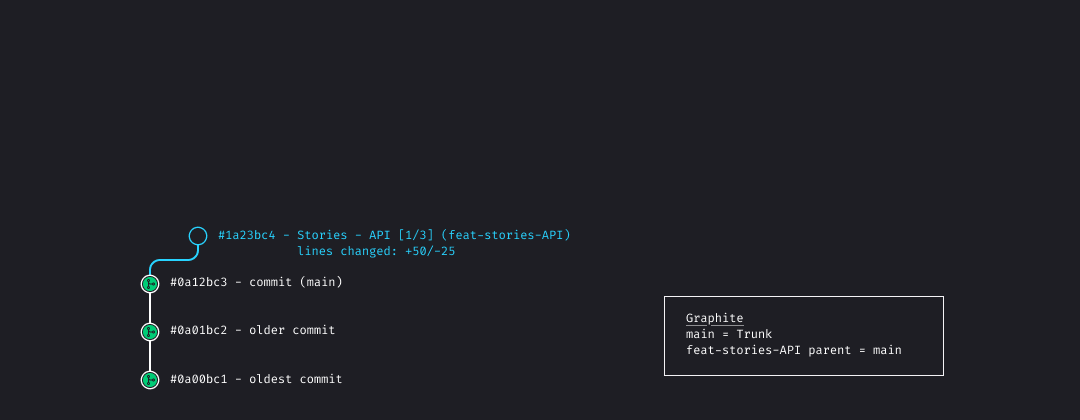 #1a23bc4 - Stories - API [1/3] (feat-stories-API)
lines changed: +50/-25
#0a12bc3 - commit (main)
#0a01bc2 - older commit
#0a00bc1 - oldest commit
Graphite
main = Trunk
feat-stories-API parent = main